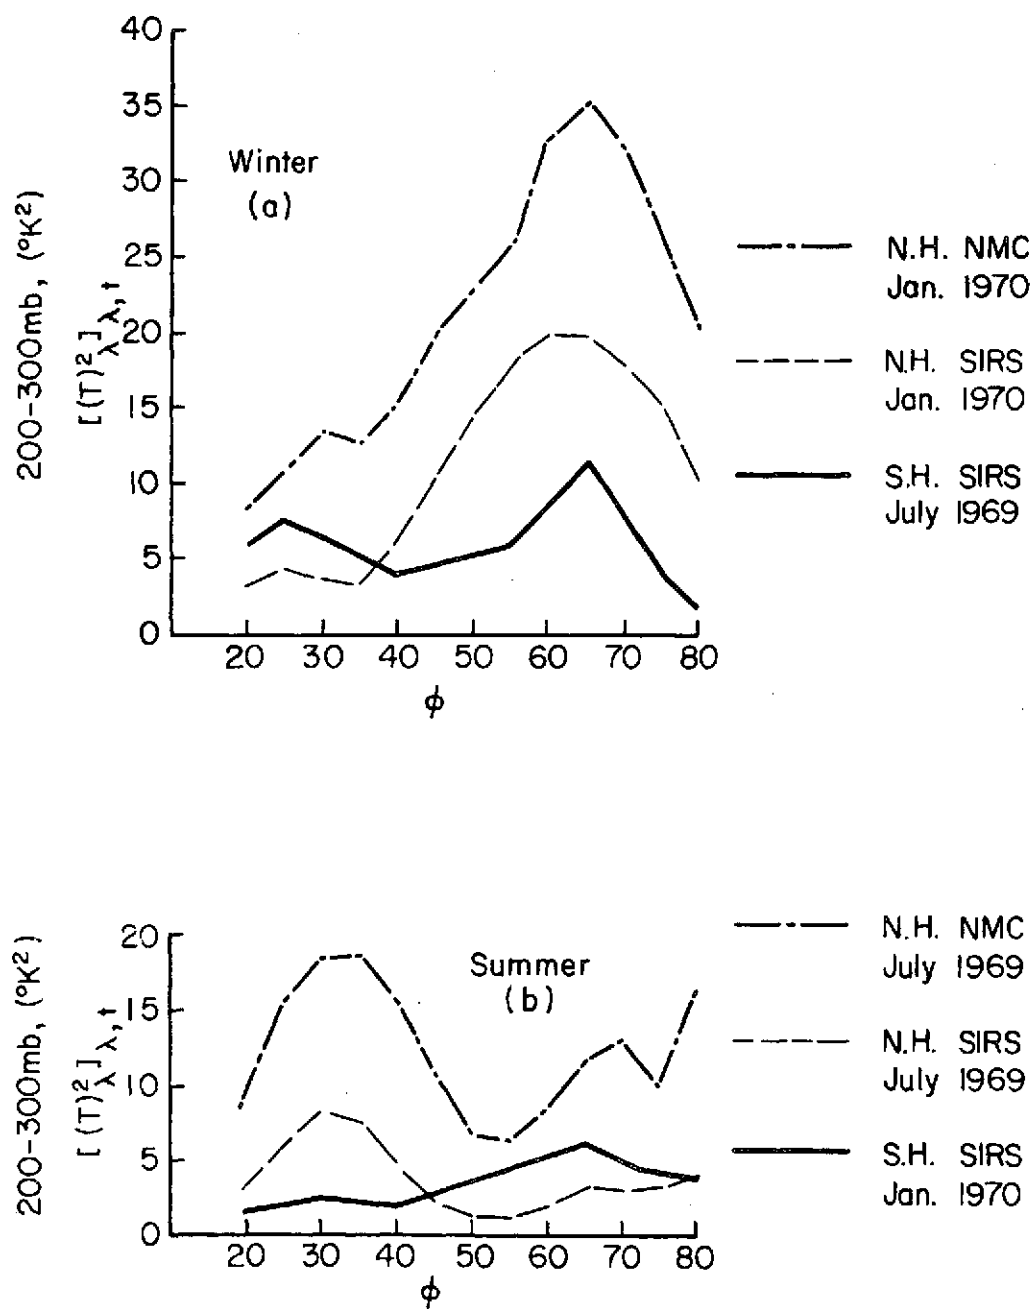 200-300mb, (°K²)
[(T)²λ]λ,t
40
35
30
25
20
15
10
5
0
Winter
(a)
20 30 40 50 60 70 80
ϕ
N.H. NMC
Jan. 1970
N.H. SIRS
Jan. 1970
S.H. SIRS
July 1969
200-300mb, (°K²)
[(T)²λ]λ,t
20
15
10
5
0
Summer
(b)
20 30 40 50 60 70 80
ϕ
N.H. NMC
July 1969
N.H. SIRS
July 1969
S.H. SIRS
Jan. 1970